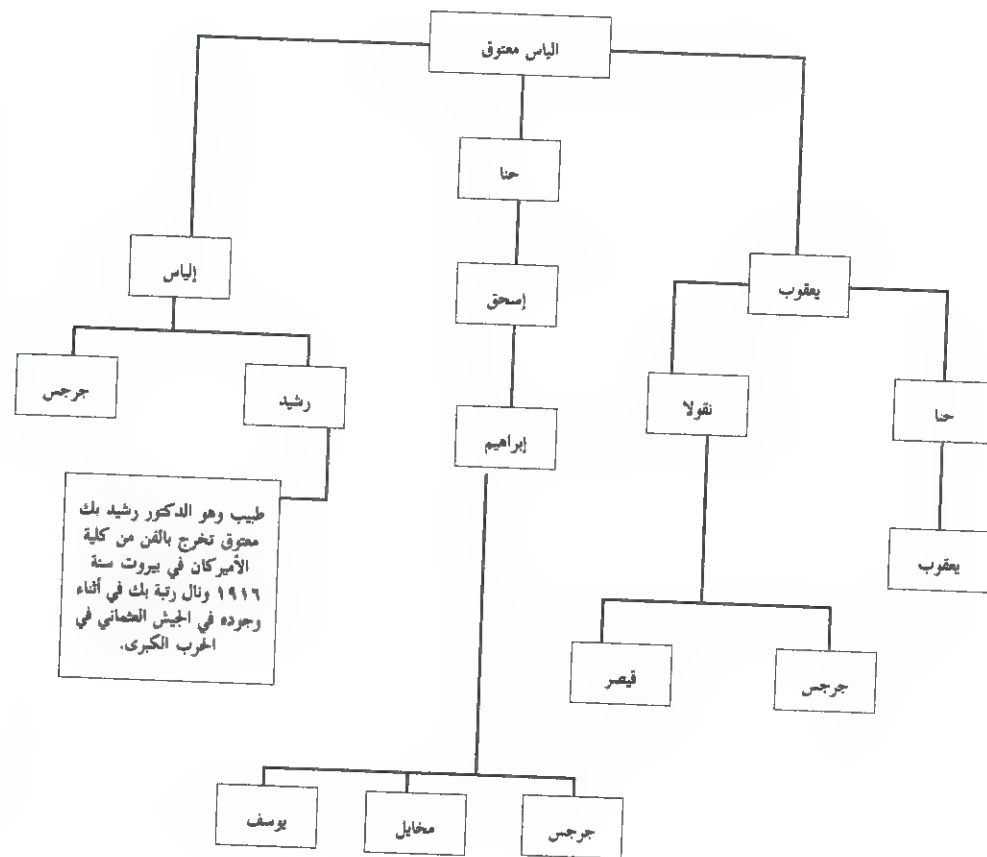 الياس معتوق
حنا
إلياس
إسحق
يعقوب
جرجس
رشيد
نقولا
حنا
إبراهيم
طبيب وهو الدكتور رشيد بك
معتوق تخرج بالفن من كلية
الأميركان في بيروت سنة
١٩١٦ ونال رتبة بك في أثناء
وجوده في الجيش العثماني في
الحرب الكبرى.
يعقوب
جرجس
قيصر
جرجس
مخايل
يوسف